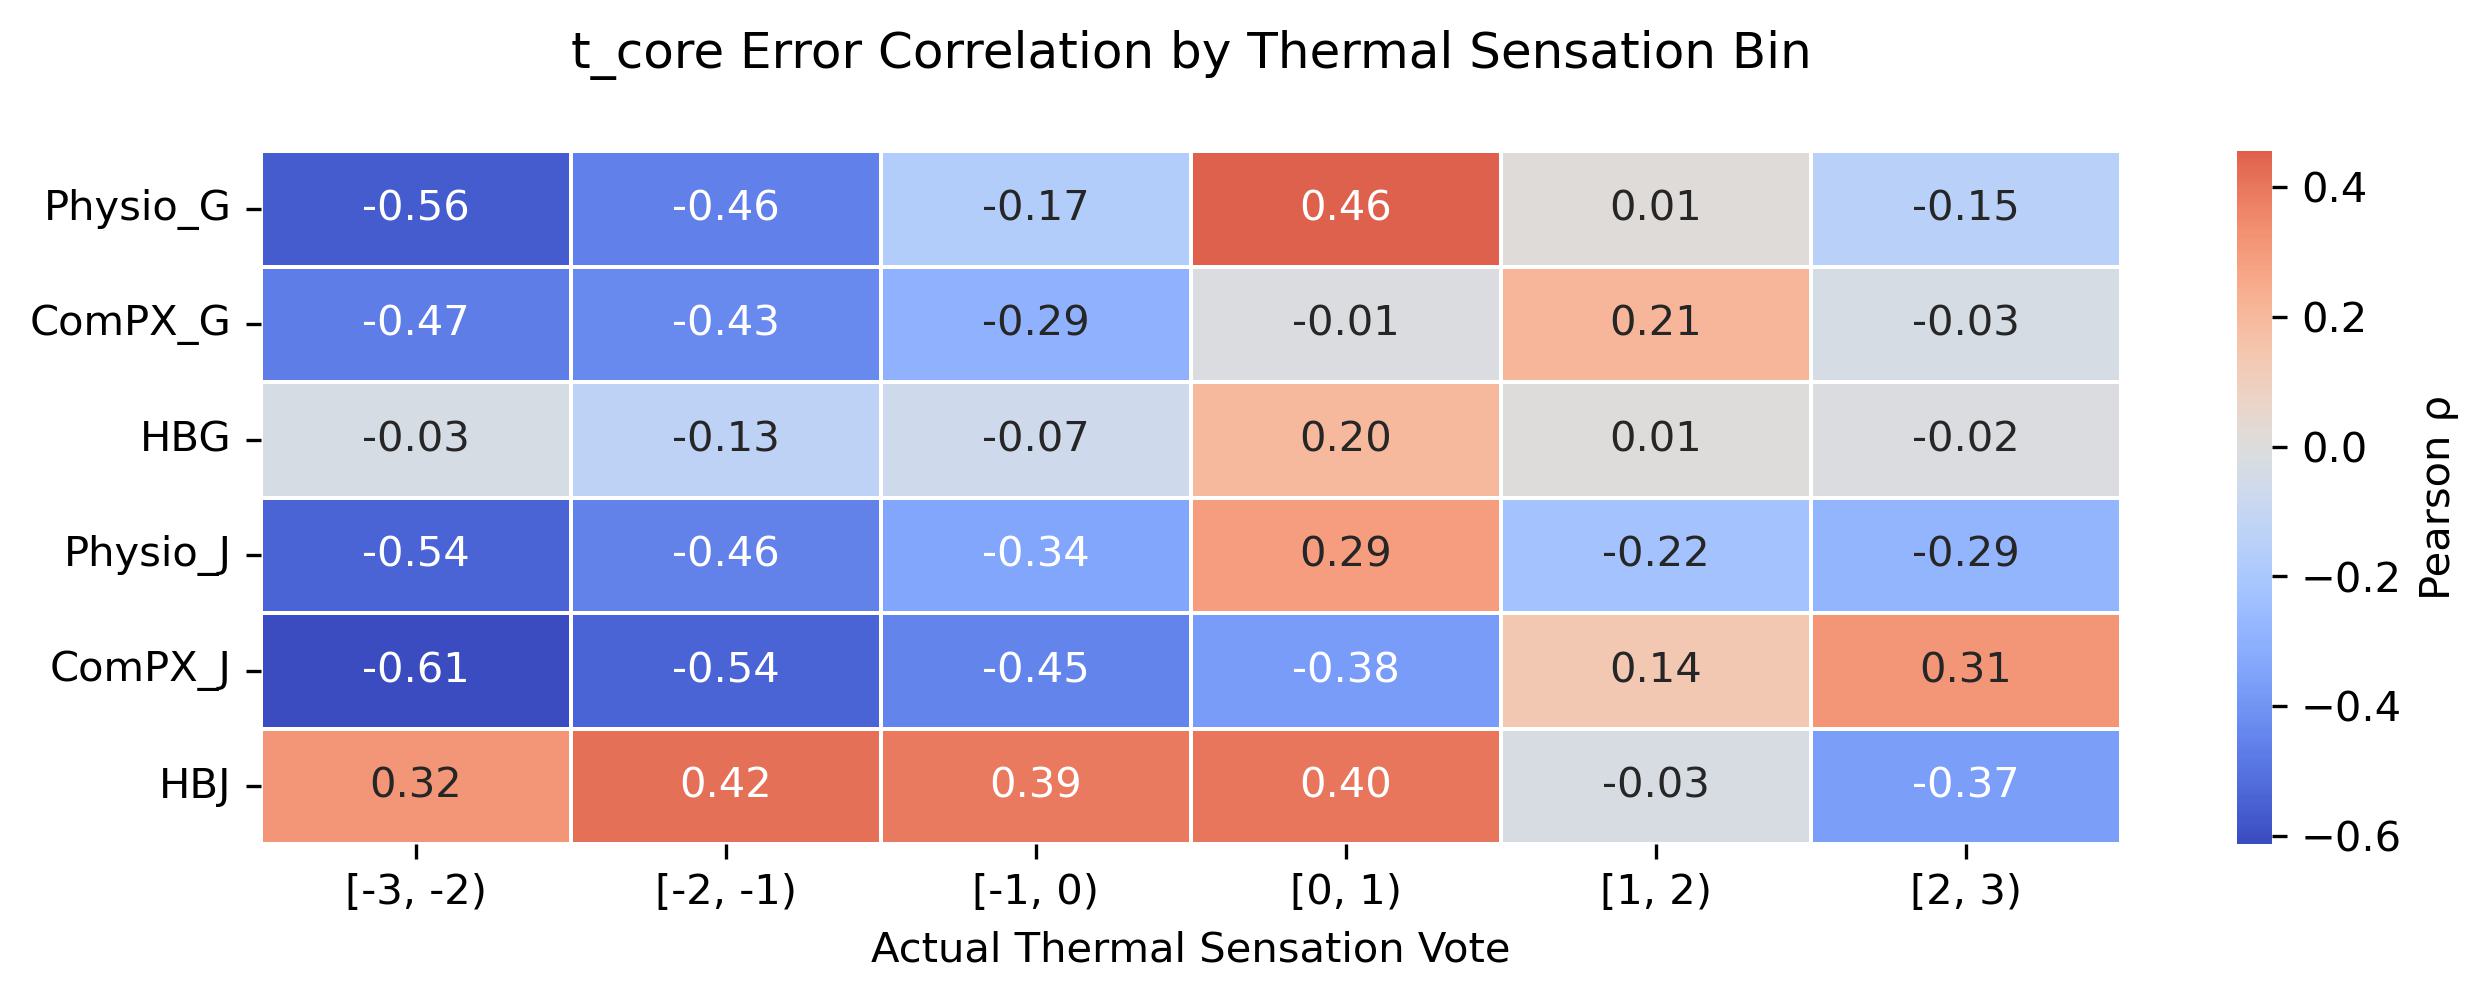 t_core Error Correlation by Thermal Sensation Bin
Physio_G -0.56 -0.46 -0.17 0.46 0.01 -0.15
ComPX_G -0.47 -0.43 -0.29 -0.01 0.21 -0.03
HBG -0.03 -0.13 -0.07 0.20 0.01 -0.02
Physio_J -0.54 -0.46 -0.34 0.29 -0.22 -0.29
ComPX_J -0.61 -0.54 -0.45 -0.38 0.14 0.31
HBJ 0.32 0.42 0.39 0.40 -0.03 -0.37
[-3, -2) [-2, -1) [-1, 0) [0, 1) [1, 2) [2, 3)
Actual Thermal Sensation Vote
0.4
0.2
0.0
−0.2
−0.4
−0.6
Pearson ρ